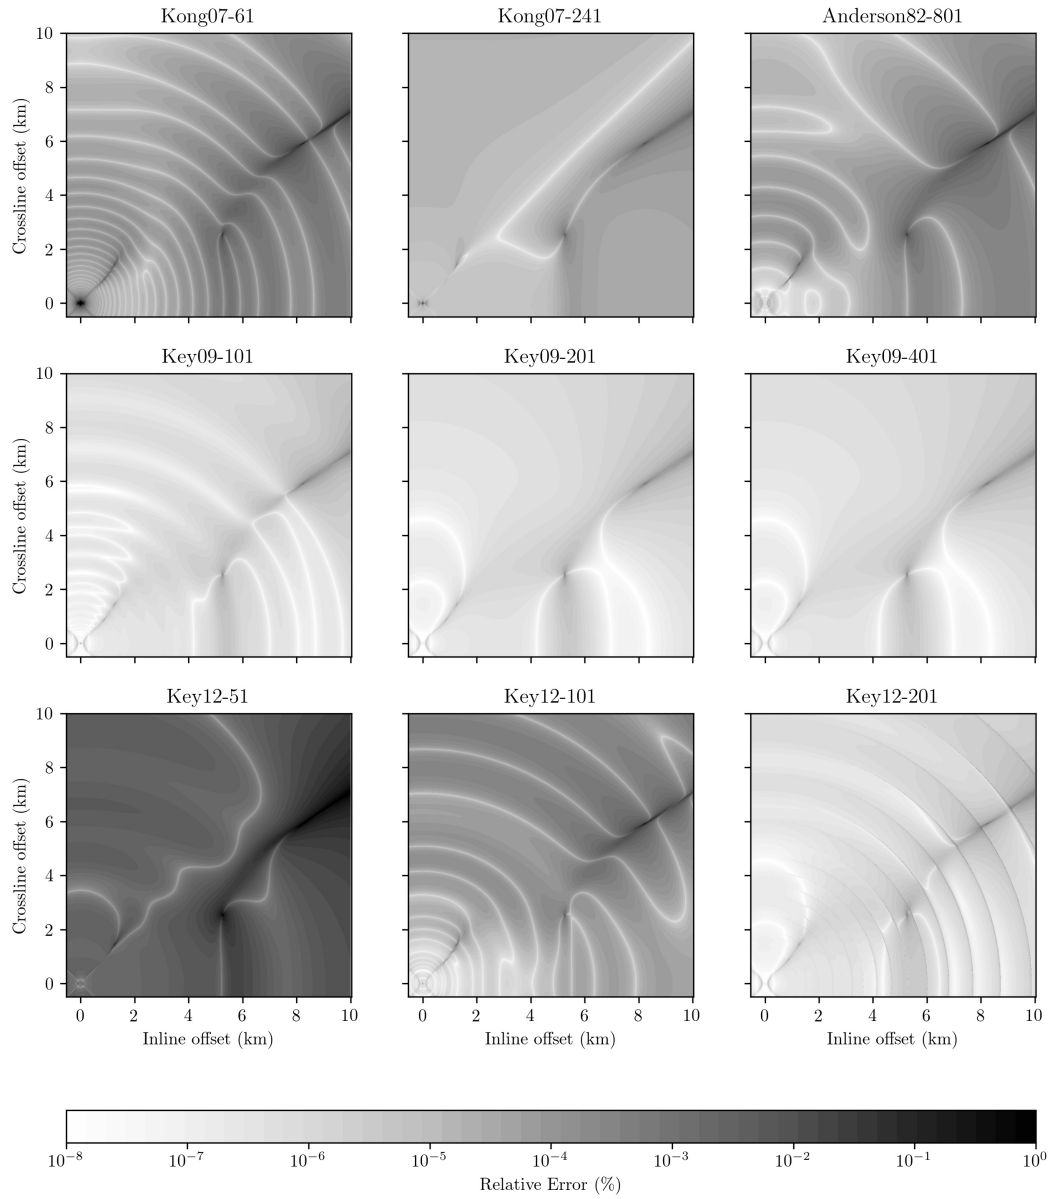 Kong07-61 Kong07-241 Anderson82-801
10
8
6
4
2
0
Crossline offset (km)
Key09-101 Key09-201 Key09-401
10
8
6
4
2
0
Crossline offset (km)
Key12-51 Key12-101 Key12-201
10
8
6
4
2
0
Crossline offset (km)
0 2 4 6 8 10 0 2 4 6 8 10 0 2 4 6 8 10
Inline offset (km) Inline offset (km) Inline offset (km)
10⁻⁸ 10⁻⁷ 10⁻⁶ 10⁻⁵ 10⁻⁴ 10⁻³ 10⁻² 10⁻¹ 10⁰
Relative Error (%)